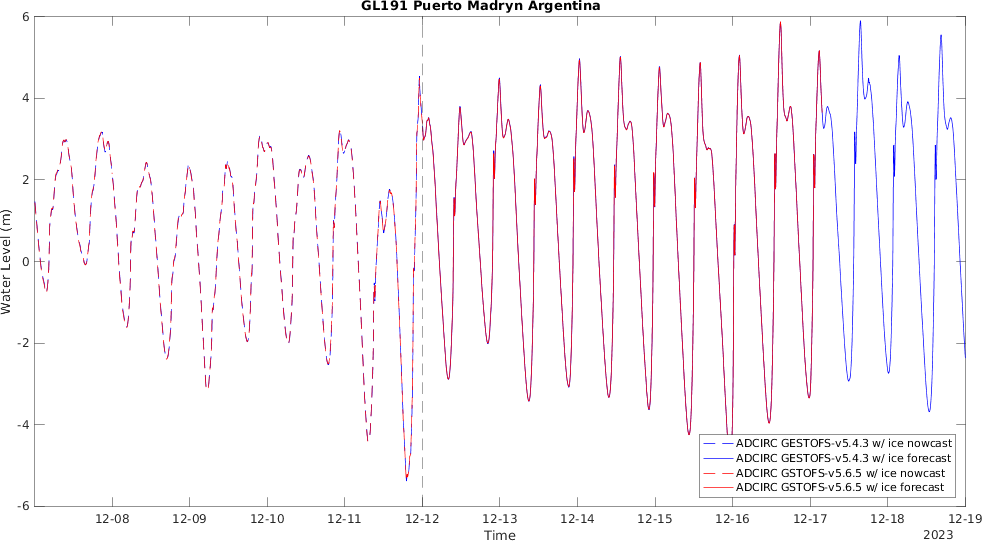 GL191 Puerto Madryn Argentina
6
4
2
0
-2
-4
-6
Water Level (m)
ADCIRC GESTOFS-v5.4.3 w/ ice nowcast
ADCIRC GESTOFS-v5.4.3 w/ ice forecast
ADCIRC GSTOFS-v5.6.5 w/ ice nowcast
ADCIRC GSTOFS-v5.6.5 w/ ice forecast
12-08 12-09 12-10 12-11 12-12 12-13 12-14 12-15 12-16 12-17 12-18 12-19
Time
2023